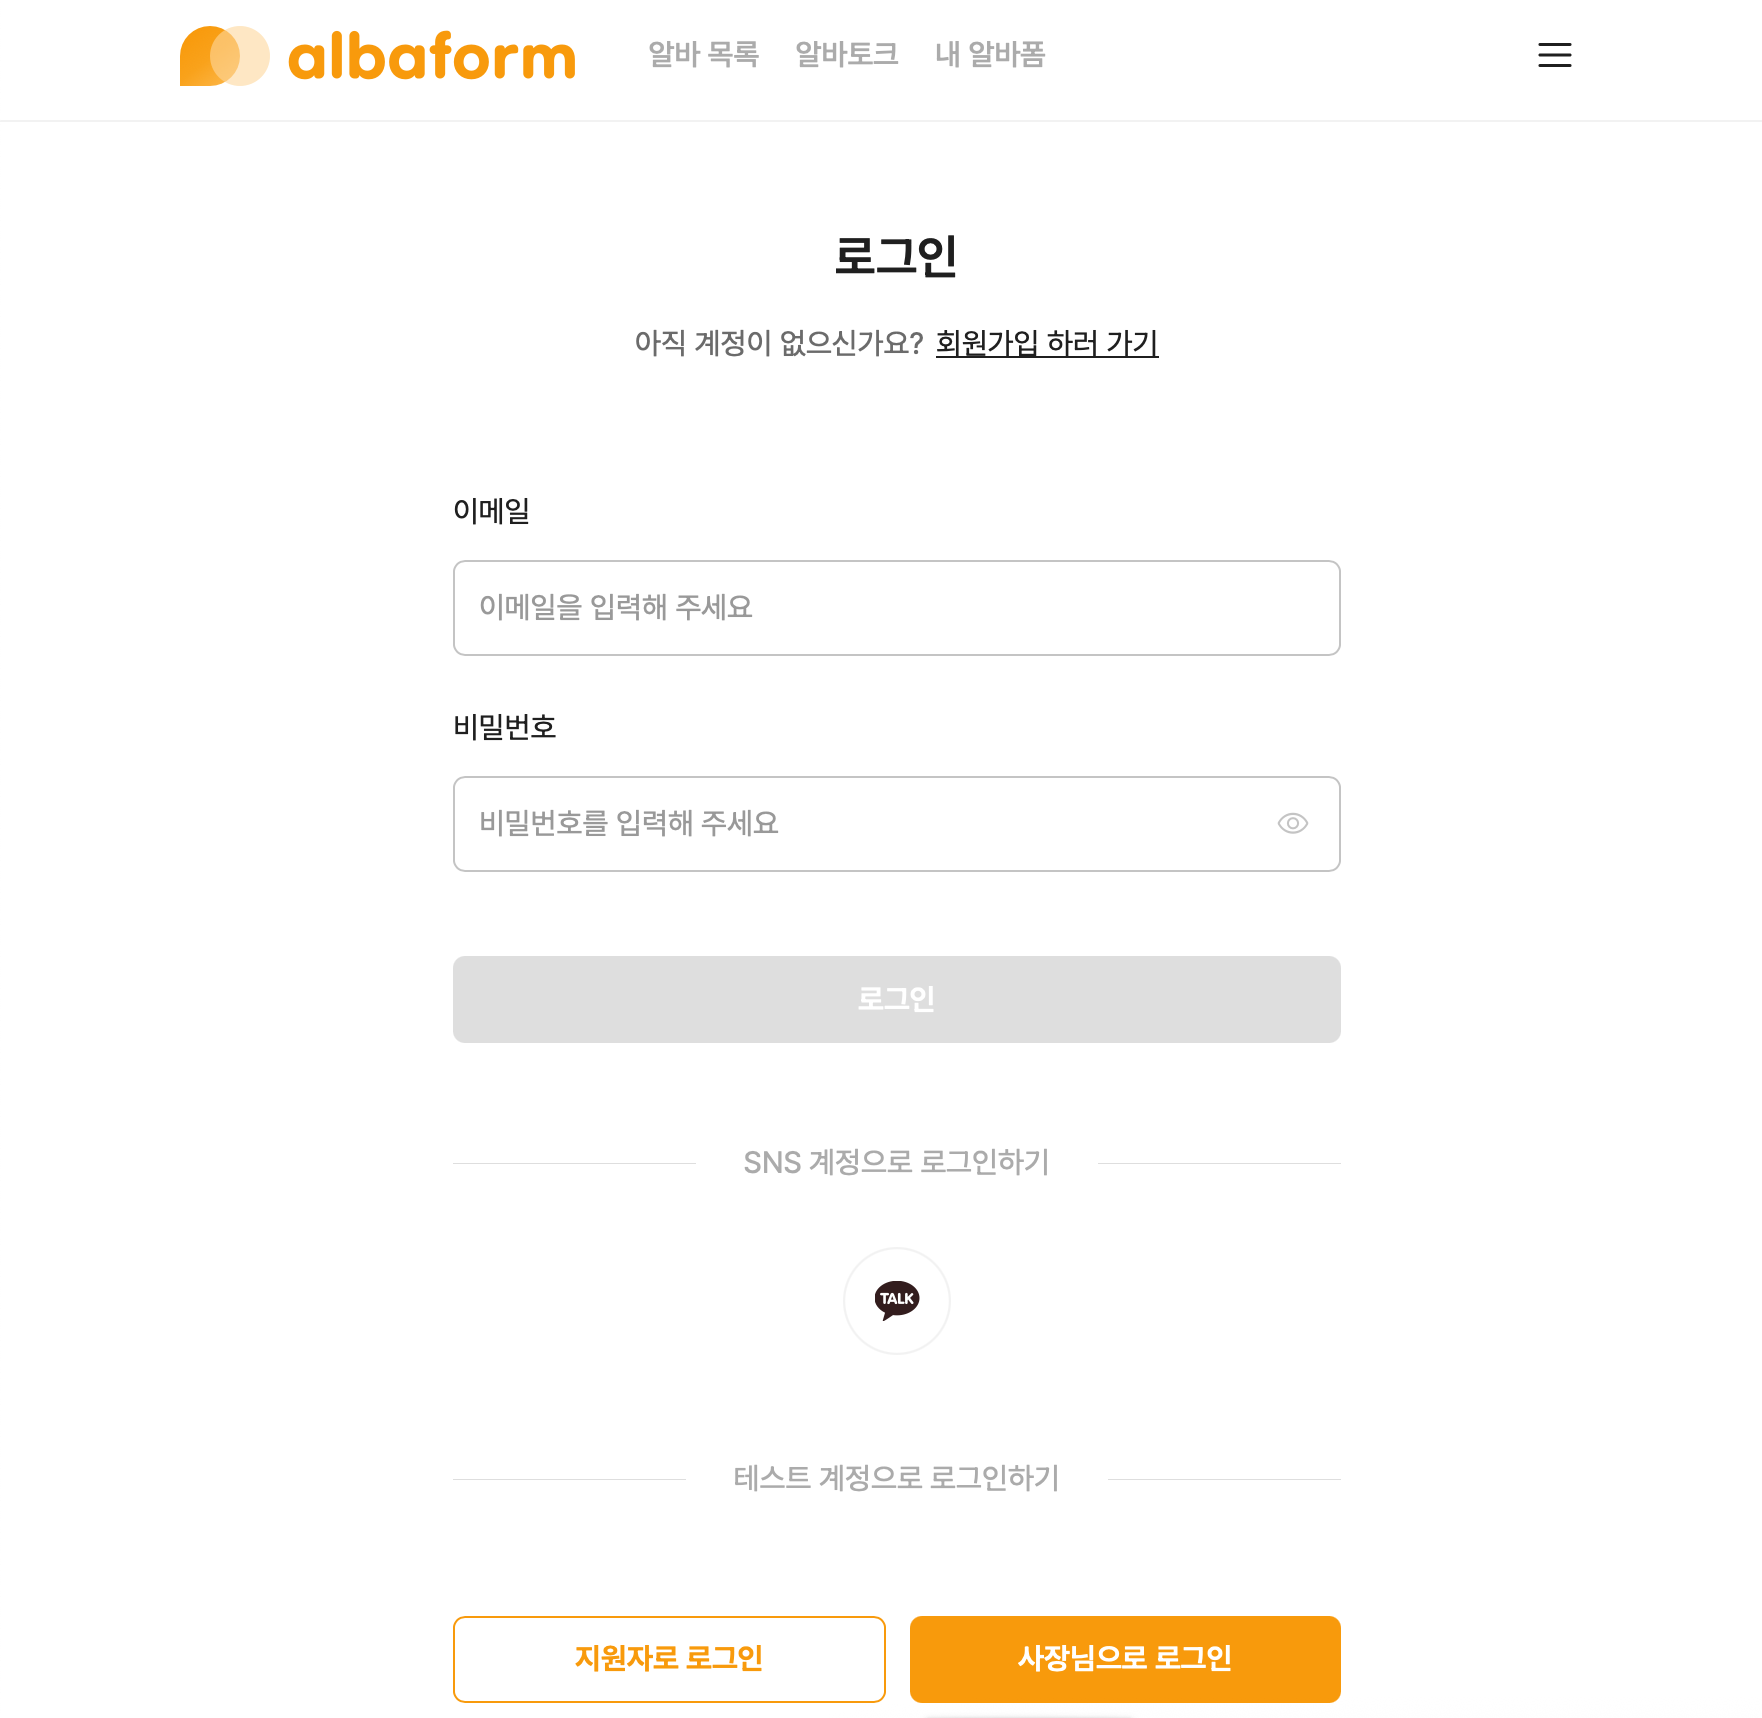 albaform 알바 목록 알바토크 내 알바폼
로그인
아직 계정이 없으신가요? 회원가입 하러 가기
이메일
이메일을 입력해 주세요
비밀번호
비밀번호를 입력해 주세요
로그인
SNS 계정으로 로그인하기
TALK
테스트 계정으로 로그인하기
지원자로 로그인 사장님으로 로그인